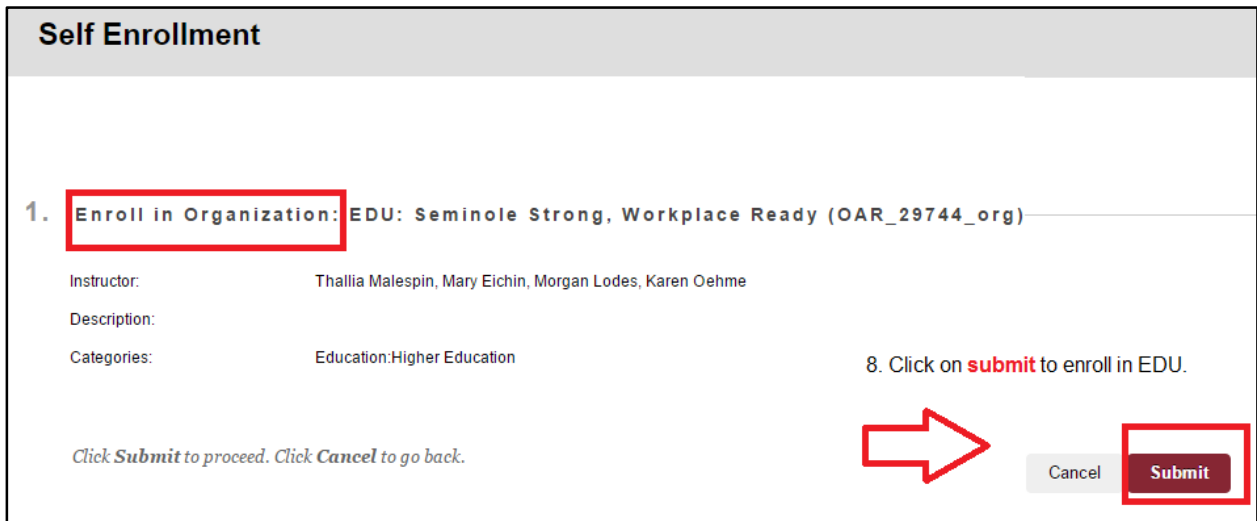 Self Enrollment
1. Enroll in Organization: EDU: Seminole Strong, Workplace Ready (OAR_29744_org)
Instructor: Thallia Malespin, Mary Eichin, Morgan Lodes, Karen Oehme
Description:
Categories: Education:Higher Education
8. Click on submit to enroll in EDU.
Click Submit to proceed. Click Cancel to go back.
Cancel Submit